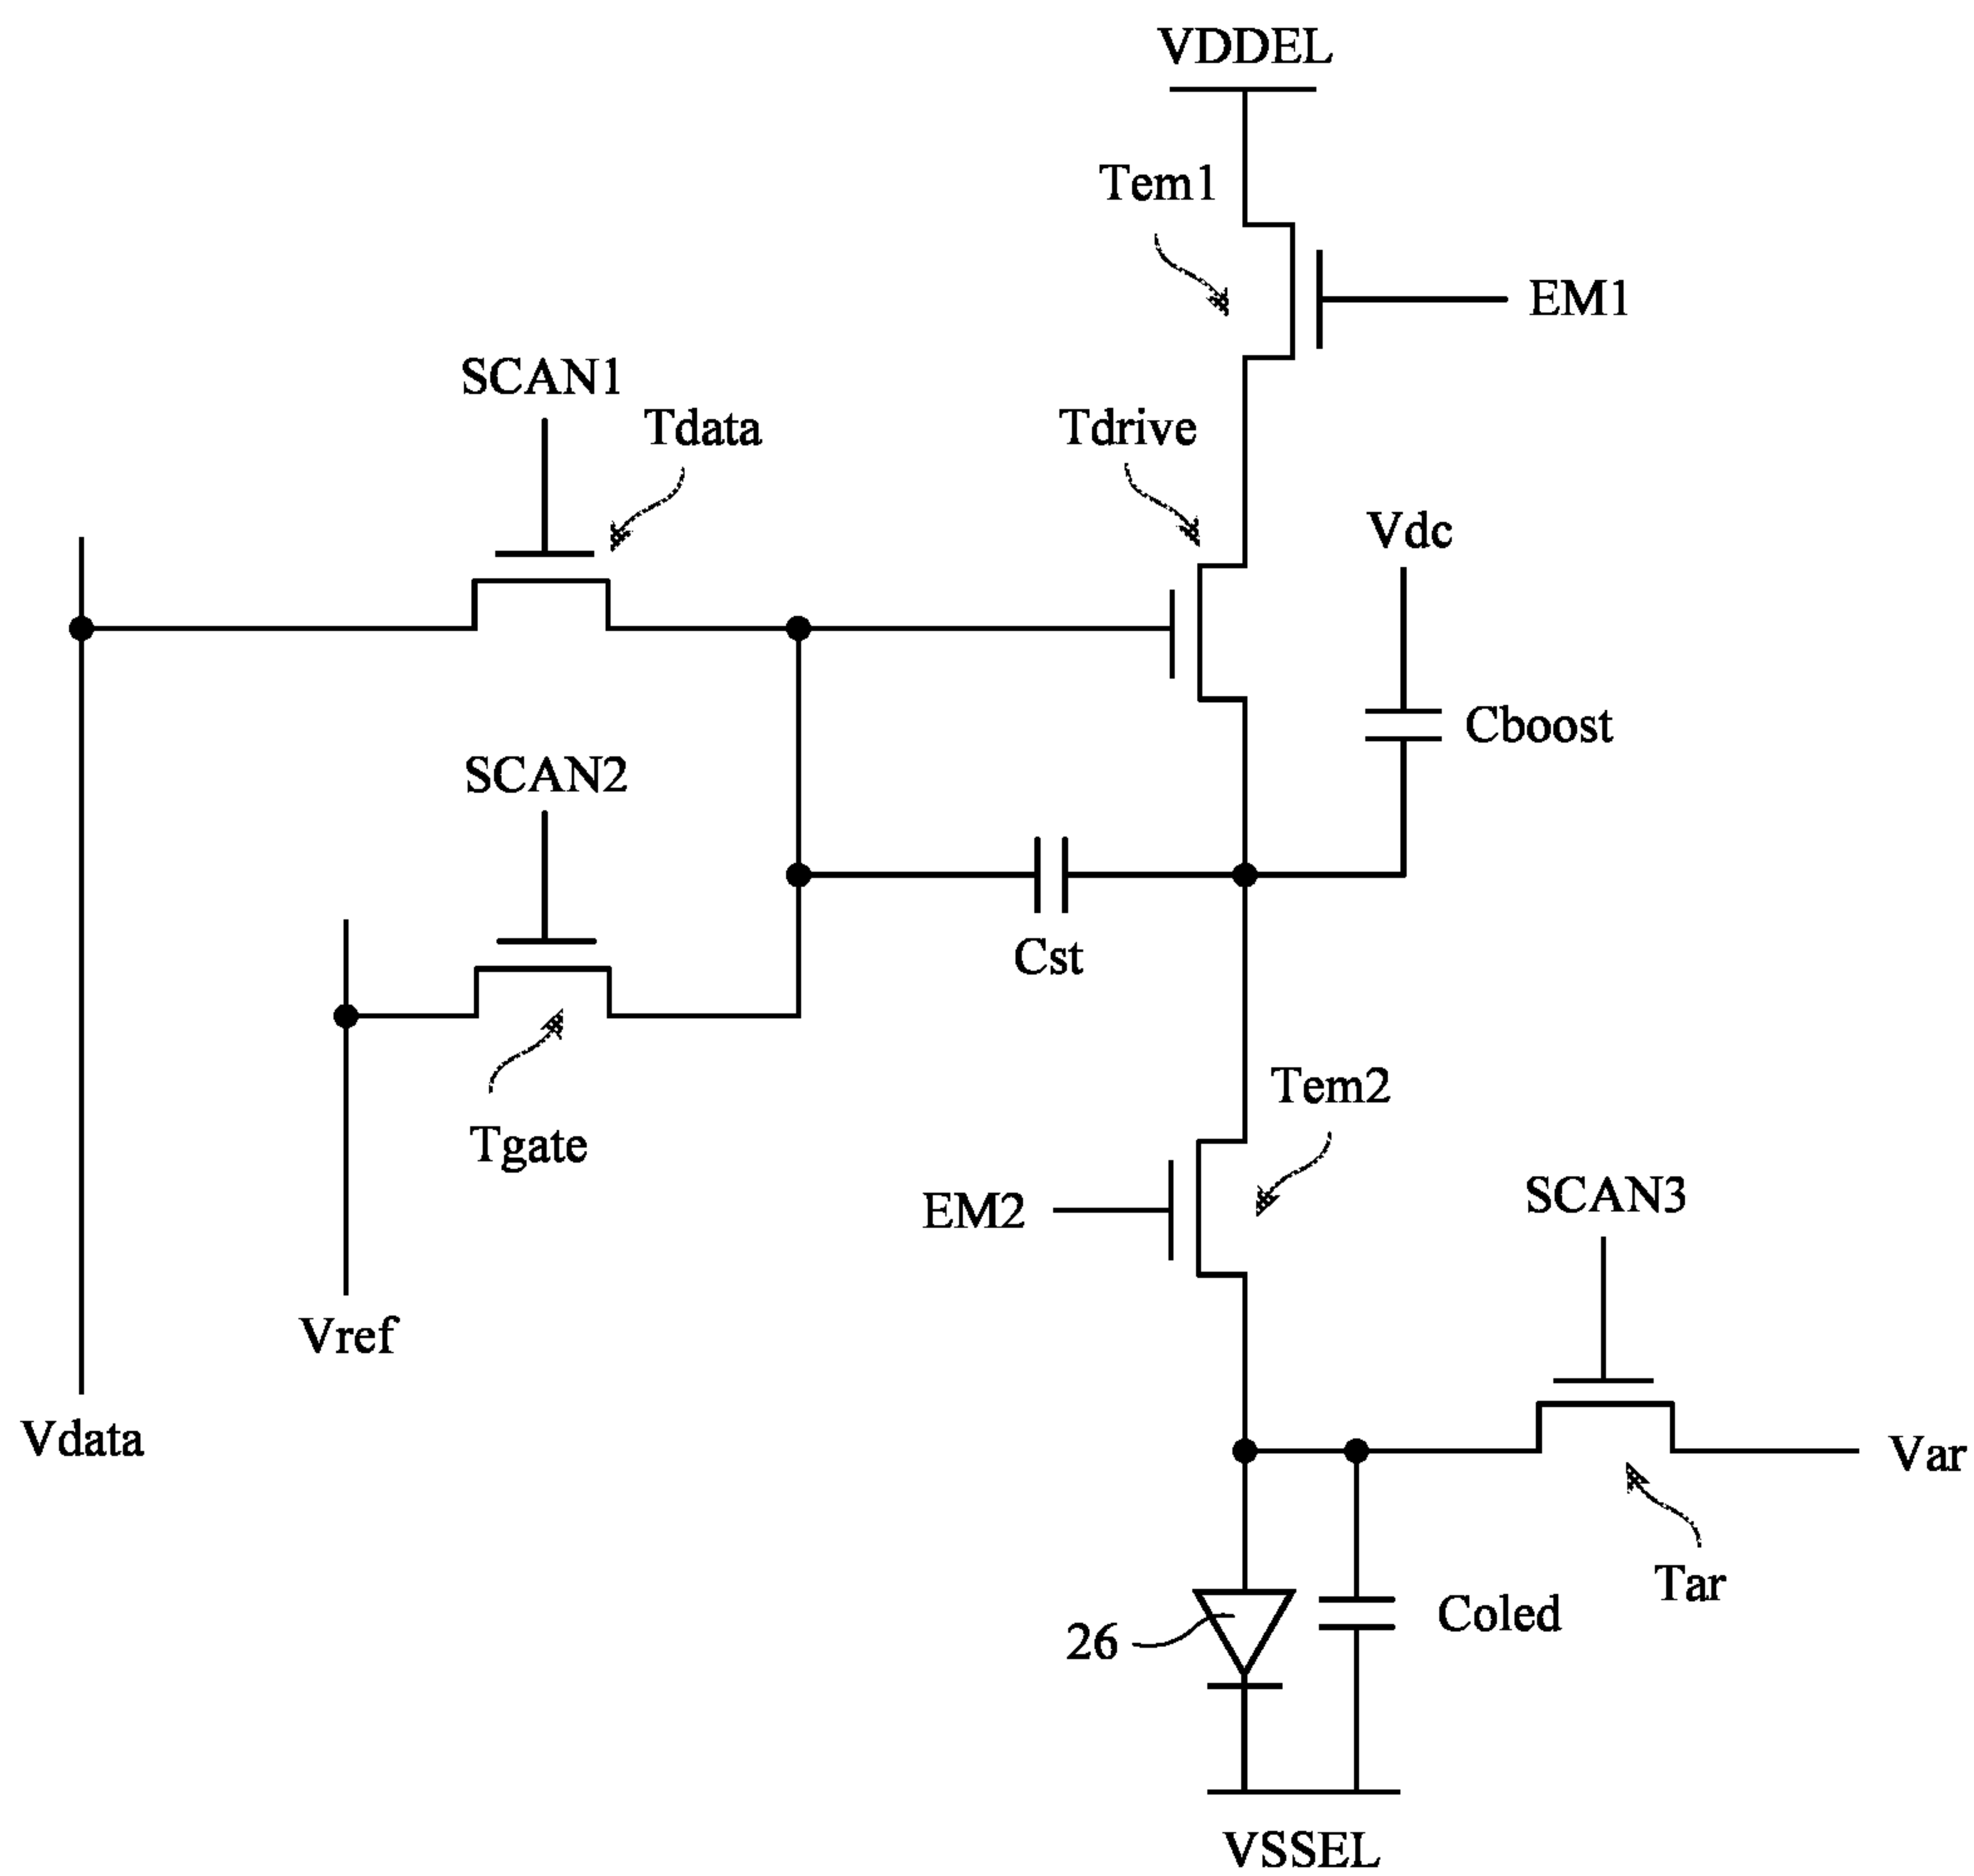 VDDEL
Tem1
EM1
SCAN1
Tdata
Tdrive
Vdc
Cboost
SCAN2
Cst
Tgate
Tem2
EM2
SCAN3
Vref
Vdata
Var
Tar
26
Coled
VSSEL